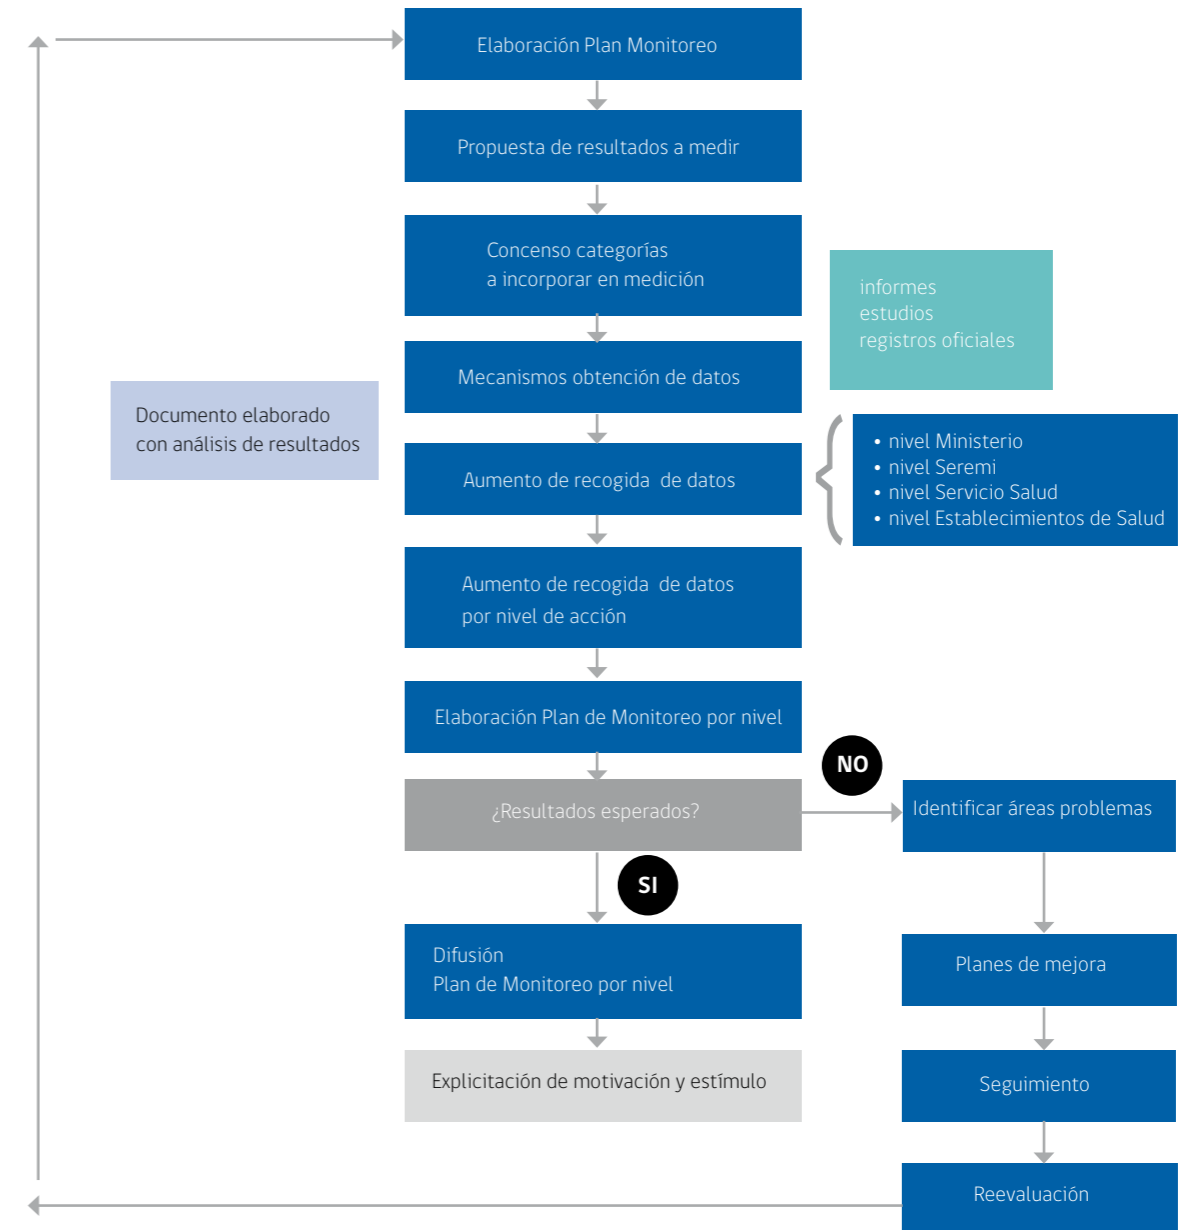 Elaboración Plan Monitoreo
Propuesta de resultados a medir
Concenso categorías
a incorporar en medición
informes
estudios
registros oficiales
Mecanismos obtención de datos
Documento elaborado
con análisis de resultados
Aumento de recogida de datos
• nivel Ministerio
• nivel Seremi
• nivel Servicio Salud
• nivel Establecimientos de Salud
Aumento de recogida de datos
por nivel de acción
Elaboración Plan de Monitoreo por nivel
¿Resultados esperados?
NO
Identificar áreas problemas
SI
Difusión
Plan de Monitoreo por nivel
Planes de mejora
Explicitación de motivación y estímulo
Seguimiento
Reevaluación